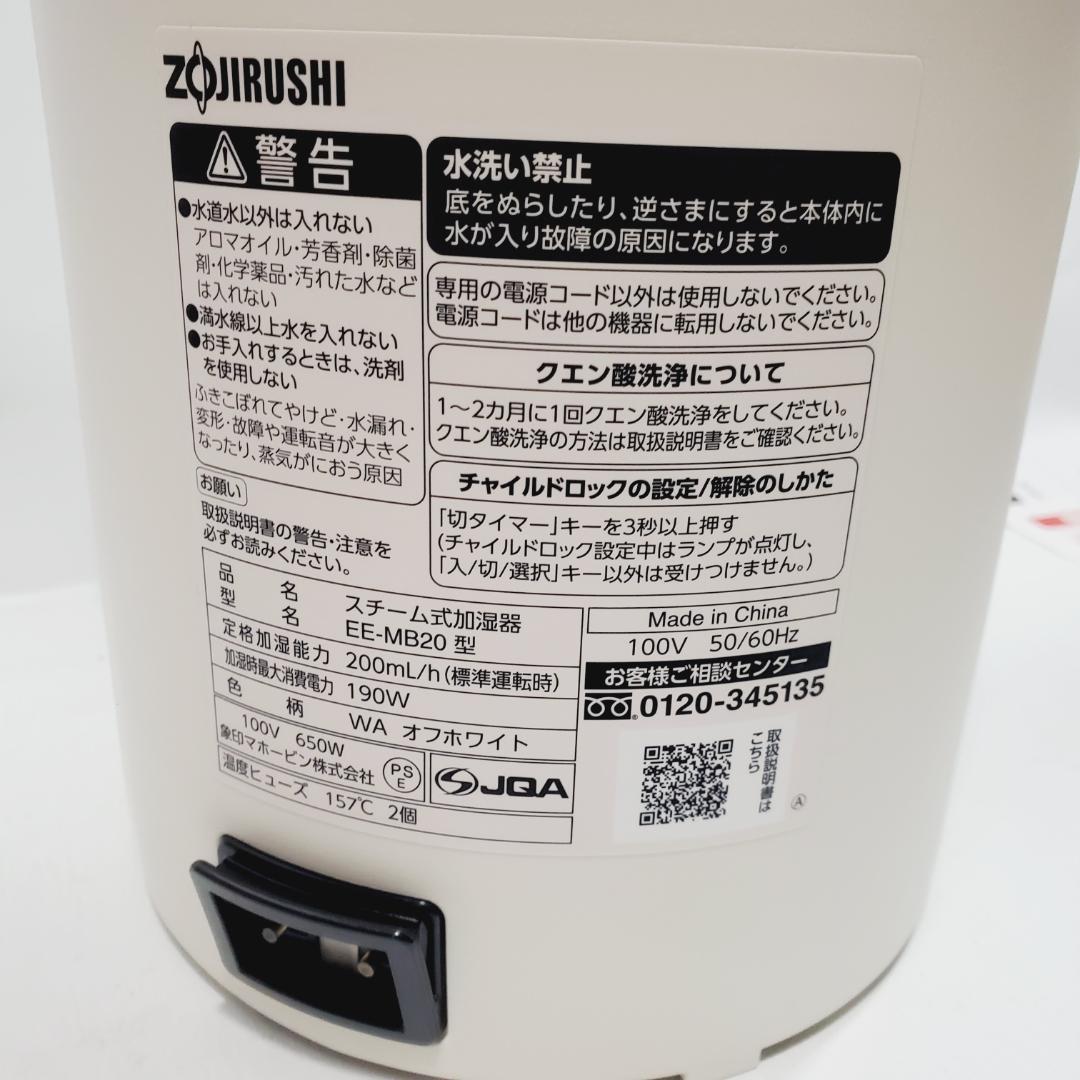 ZOJIRUSHI
警告
●水道水以外は入れない
アロマオイル・芳香剤・除菌
剤・化学薬品・汚れた水など
は入れない
●満水線以上水を入れない
●お手入れするときは、洗剤
を使用しない
ふきこぼれてやけど・水漏れ・
変形・故障や運転音が大きく
なったり、蒸気がにおう原因
お願い
取扱説明書の警告・注意を
必ずお読みください。
水洗い禁止
底をぬらしたり、逆さまにすると本体内に
水が入り故障の原因になります。
専用の電源コード以外は使用しないでください。
電源コードは他の機器に転用しないでください。
クエン酸洗浄について
1～2カ月に1回クエン酸洗浄をしてください。
クエン酸洗浄の方法は取扱説明書をご確認ください。
チャイルドロックの設定/解除のしかた
「切タイマー」キーを3秒以上押す
(チャイルドロック設定中はランプが点灯し、
「入/切/選択」キー以外は受けつけません。)
品名 スチーム式加湿器
型名 EE-MB20 型
定格加湿能力 200mL/h(標準運転時)
加湿時最大消費電力 190W
色柄 WA オフホワイト
100V 650W
象印マホービン株式会社
PS
E
JQA
温度ヒューズ 157℃ 2個
Made in China
100V 50/60Hz
お客様ご相談センター
0120-345135
取扱説明書は
こちら
A